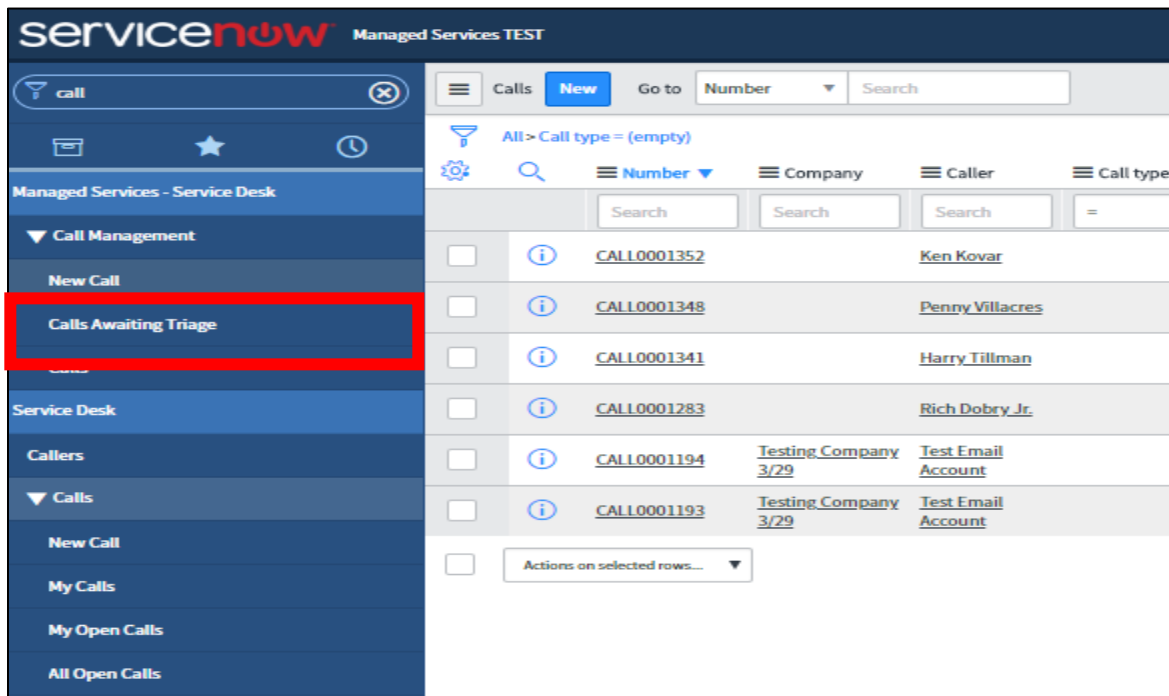 servicenow Managed Services TEST
call
Calls New Go to Number Search
All > Call type = (empty)
Number Company Caller Call type
Search Search Search =
Managed Services - Service Desk
Call Management
New Call
Calls Awaiting Triage
Calls
Service Desk
Callers
Calls
New Call
My Calls
My Open Calls
All Open Calls
CALL0001352 Ken Kovar
CALL0001348 Penny Villacres
CALL0001341 Harry Tillman
CALL0001283 Rich Dobry Jr.
CALL0001194 Testing Company 3/29 Test Email Account
CALL0001193 Testing Company 3/29 Test Email Account
Actions on selected rows...